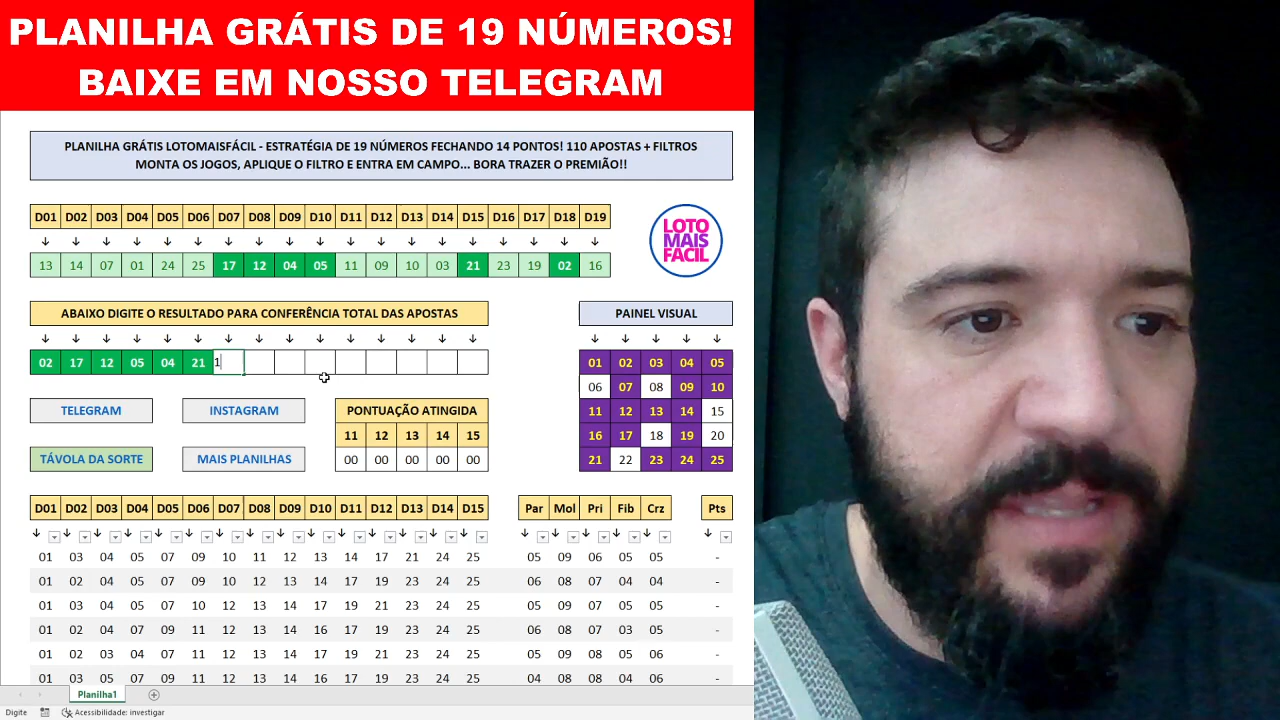 PLANILHA GRÁTIS DE 19 NÚMEROS!
BAIXE EM NOSSO TELEGRAM
PLANILHA GRÁTIS LOTOMAISFÁCIL - ESTRATÉGIA DE 19 NÚMEROS FECHANDO 14 PONTOS! 110 APOSTAS + FILTROS
MONTA OS JOGOS, APLIQUE O FILTRO E ENTRA EM CAMPO... BORA TRAZER O PREMIÃO!!
D01 D02 D03 D04 D05 D06 D07 D08 D09 D10 D11 D12 D13 D14 D15 D16 D17 D18 D19
13 14 07 01 24 25 17 12 04 05 11 09 10 03 21 23 19 02 16
LOTO
MAIS
FACIL
ABAIXO DIGITE O RESULTADO PARA CONFERÊNCIA TOTAL DAS APOSTAS
02 17 12 05 04 21 1
PAINEL VISUAL
01 02 03 04 05
06 07 08 09 10
11 12 13 14 15
16 17 18 19 20
21 22 23 24 25
TELEGRAM INSTAGRAM
TÁVOLA DA SORTE MAIS PLANILHAS
PONTUAÇÃO ATINGIDA
11 12 13 14 15
00 00 00 00 00
D01 D02 D03 D04 D05 D06 D07 D08 D09 D10 D11 D12 D13 D14 D15 Par Mol Pri Fib Crz Pts
01 03 04 05 07 09 10 11 12 13 14 17 21 24 25 05 09 06 05 05 -
01 02 04 05 07 09 10 12 13 14 17 19 21 24 25 06 08 07 04 04 -
01 03 04 05 07 10 12 13 14 17 19 21 23 24 25 05 09 07 05 05 -
01 02 04 07 09 11 12 13 14 16 17 19 21 24 25 06 08 07 03 05 -
01 02 03 04 07 11 12 13 14 17 19 21 23 24 25 05 09 08 05 06 -
01 03 05 07 09 11 12 13 14 16 17 19 21 24 25 04 08 07 04 06 -
Planilha1
Digite Acessibilidade: investigar